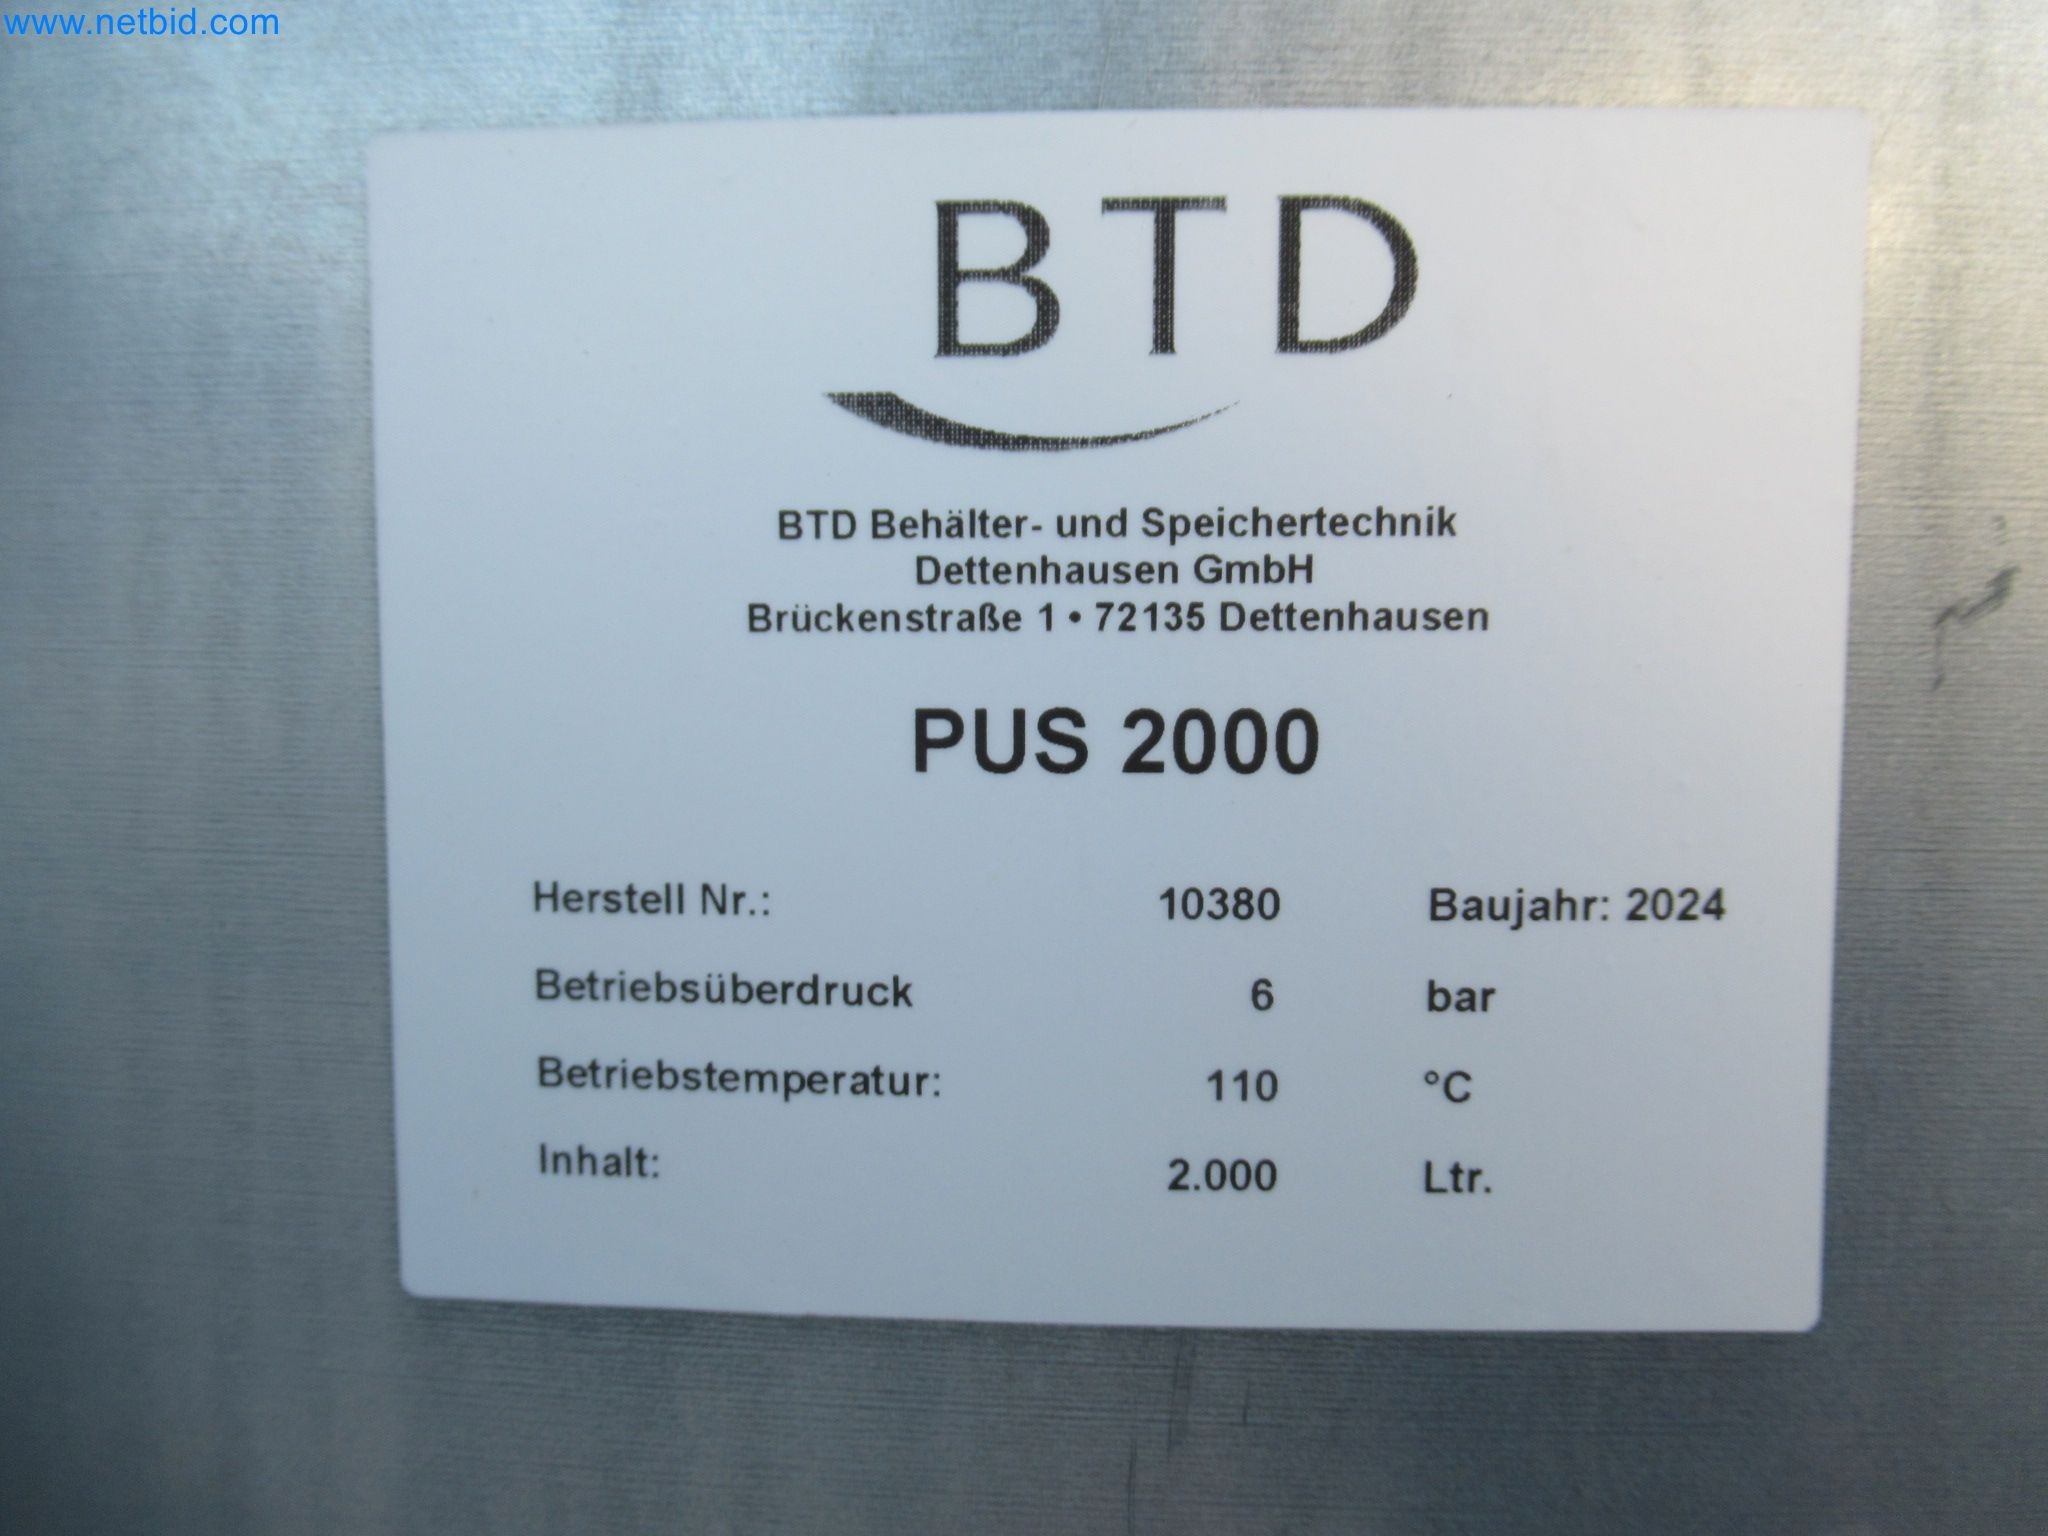 www.netbid.com
BTD
BTD Behälter- und Speichertechnik
Dettenhausen GmbH
Brückenstraße 1 • 72135 Dettenhausen
PUS 2000
Herstell Nr.: 10380 Baujahr: 2024
Betriebsüberdruck 6 bar
Betriebstemperatur: 110 °C
Inhalt: 2.000 Ltr.